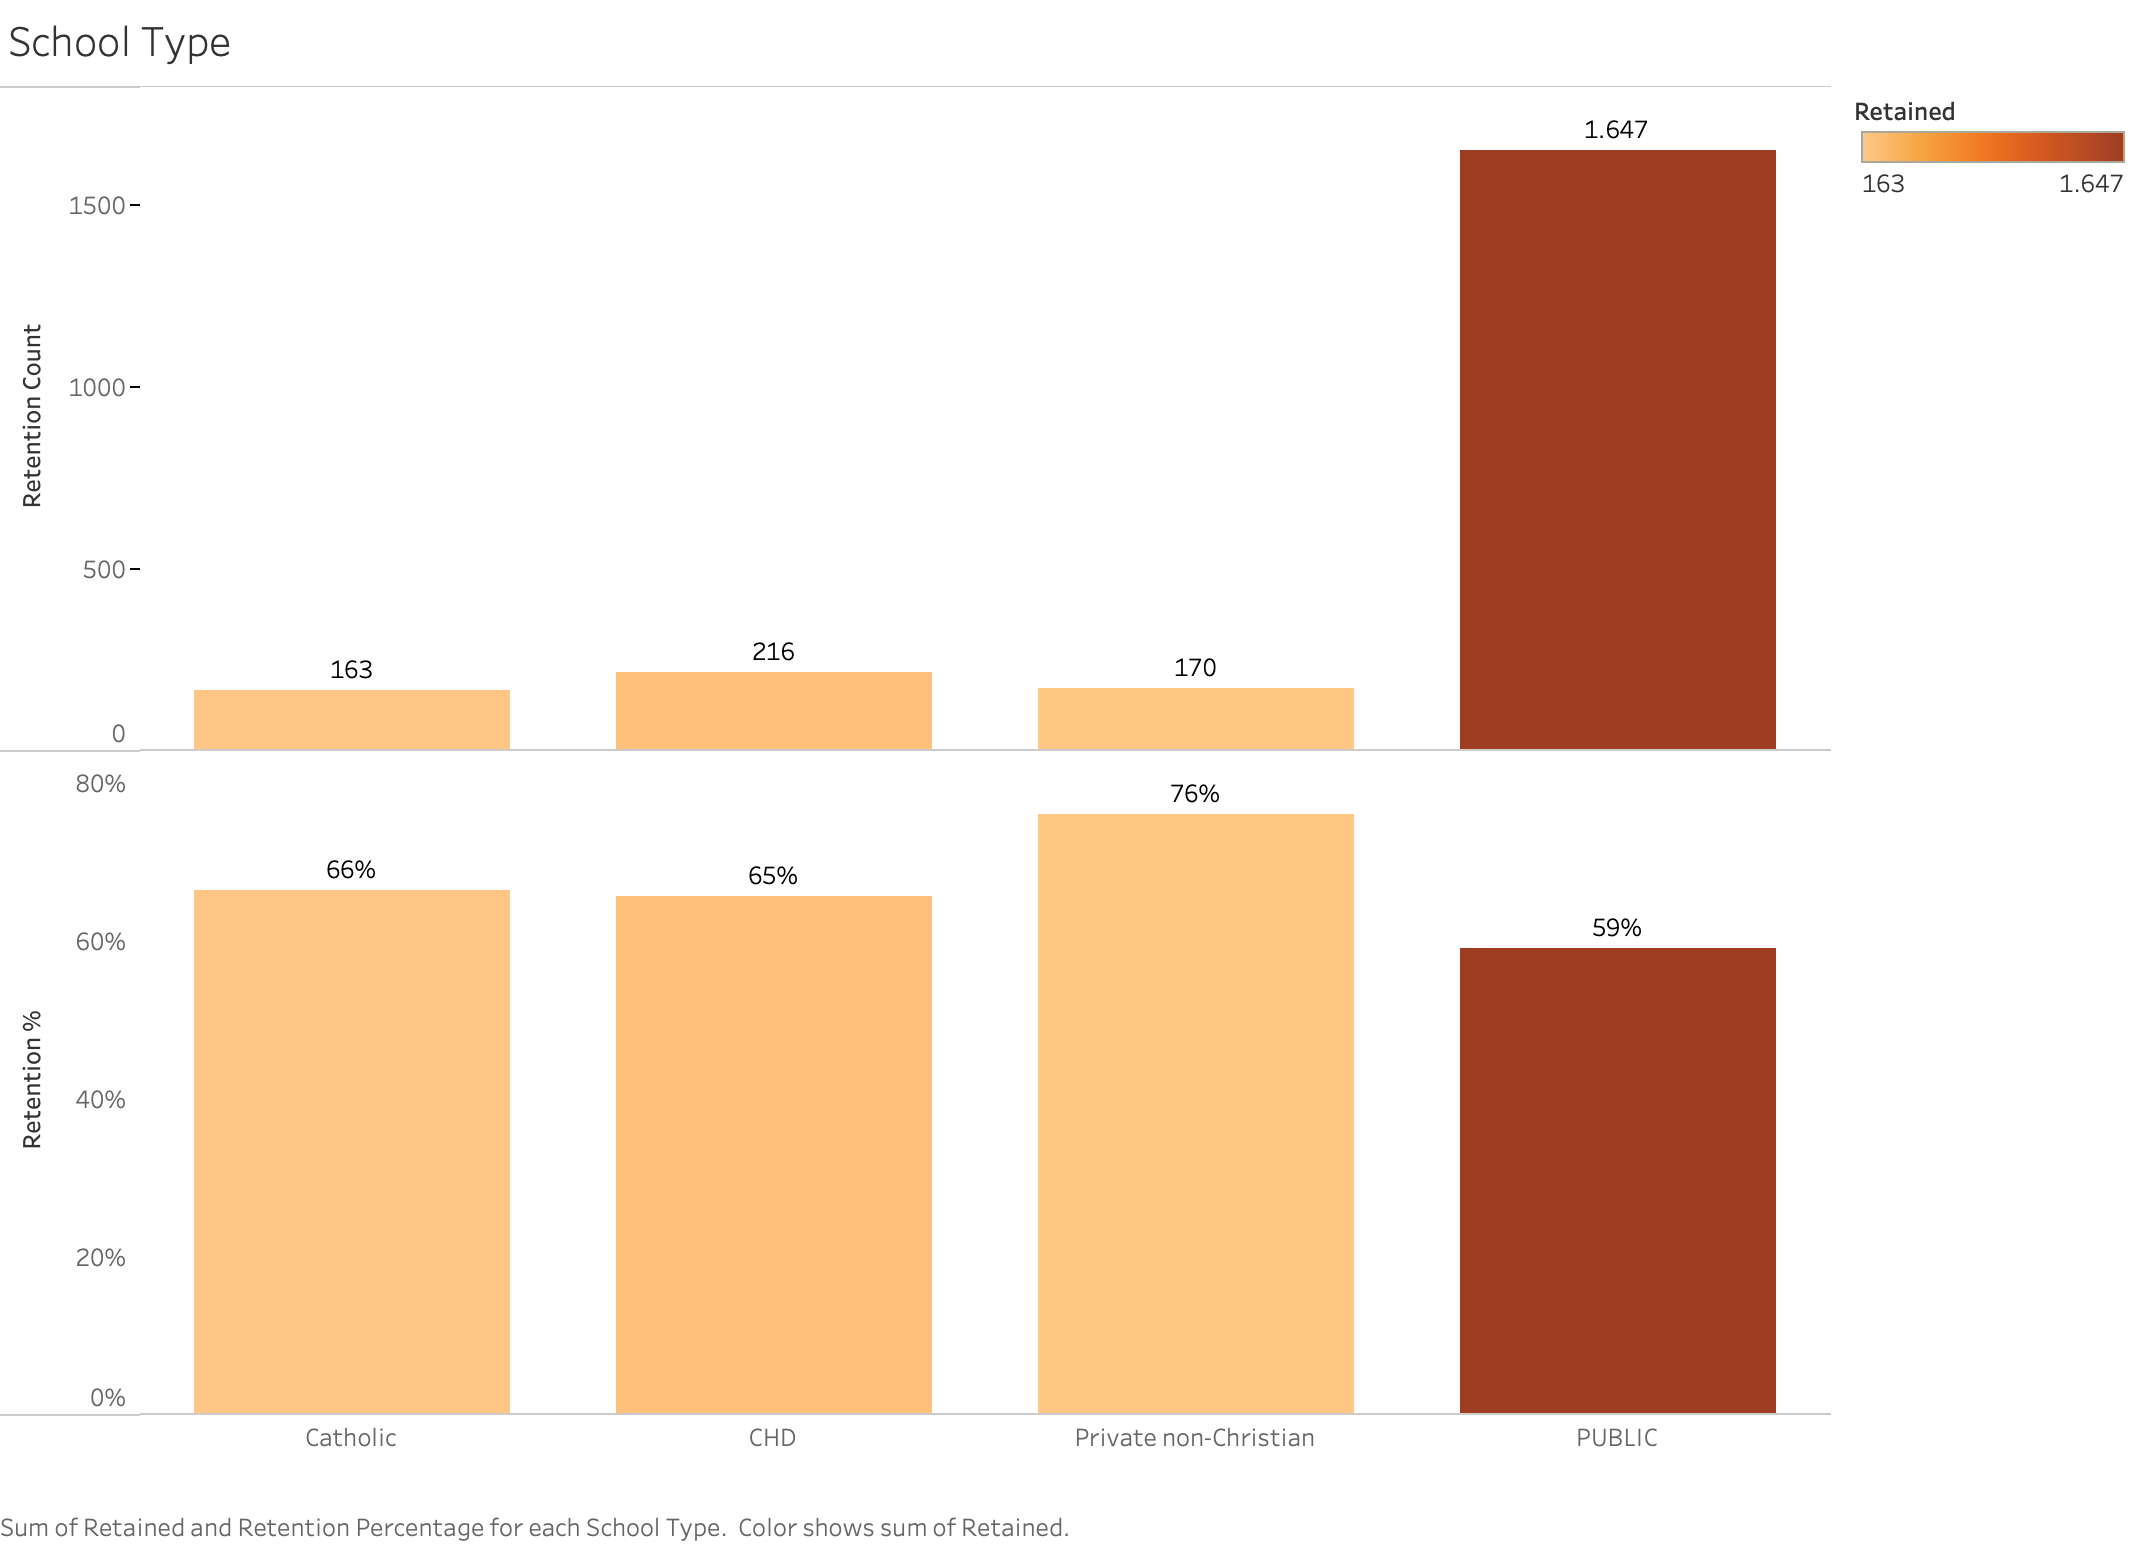 School Type
Retained
163 1.647
Retention Count
1500
1000
500
0
163
216
170
1.647
Retention %
80%
60%
40%
20%
0%
66%
65%
76%
59%
Catholic
CHD
Private non-Christian
PUBLIC
Sum of Retained and Retention Percentage for each School Type.  Color shows sum of Retained.